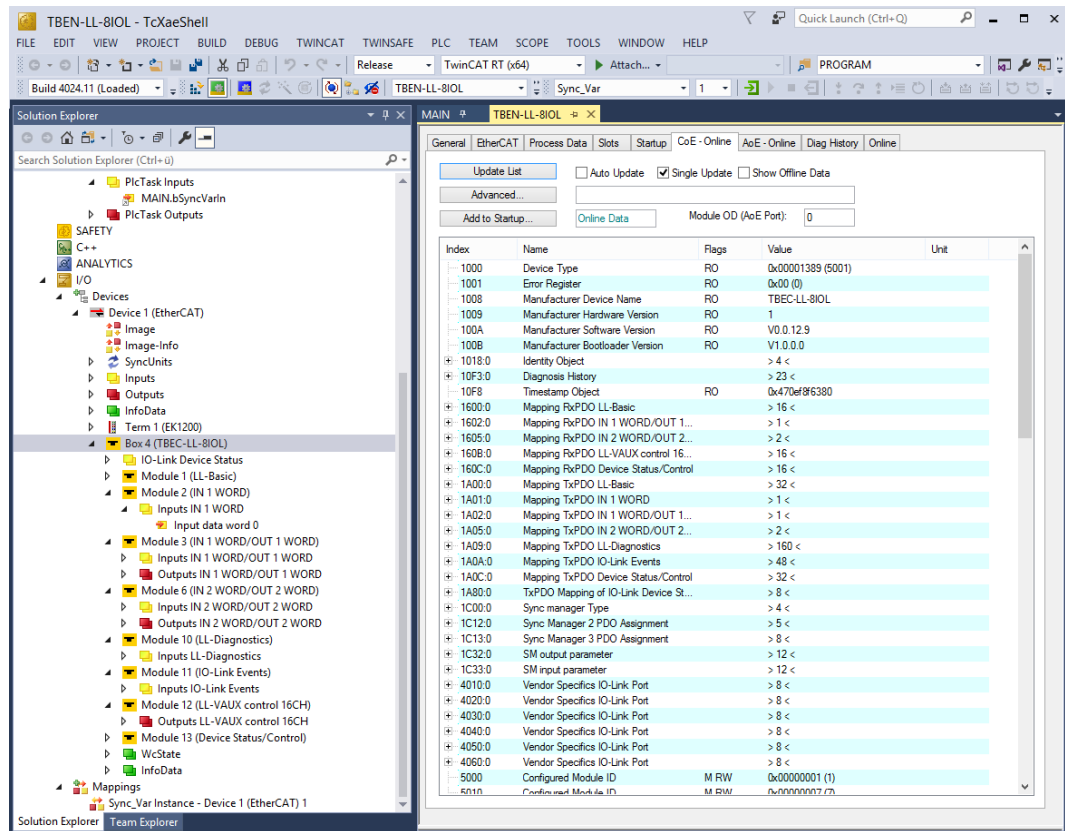 TBEN-LL-8IOL - TcXaeShell
Quick Launch (Ctrl+Q)
FILE EDIT VIEW PROJECT BUILD DEBUG TWINCAT TWINSAFE PLC TEAM SCOPE TOOLS WINDOW HELP
Release TwinCAT RT (x64) Attach... PROGRAM
Build 4024.11 (Loaded) TBEN-LL-8IOL Sync_Var 1
Solution Explorer
Search Solution Explorer (Ctrl+ü)
PlcTask Inputs
MAIN.bSyncVarIn
PlcTask Outputs
SAFETY
C++
ANALYTICS
I/O
Devices
Device 1 (EtherCAT)
Image
Image-Info
SyncUnits
Inputs
Outputs
InfoData
Term 1 (EK1200)
Box 4 (TBEC-LL-8IOL)
IO-Link Device Status
Module 1 (LL-Basic)
Module 2 (IN 1 WORD)
Inputs IN 1 WORD
Input data word 0
Module 3 (IN 1 WORD/OUT 1 WORD)
Inputs IN 1 WORD/OUT 1 WORD
Outputs IN 1 WORD/OUT 1 WORD
Module 6 (IN 2 WORD/OUT 2 WORD)
Inputs IN 2 WORD/OUT 2 WORD
Outputs IN 2 WORD/OUT 2 WORD
Module 10 (LL-Diagnostics)
Inputs LL-Diagnostics
Module 11 (IO-Link Events)
Inputs IO-Link Events
Module 12 (LL-VAUX control 16CH)
Outputs LL-VAUX control 16CH
Module 13 (Device Status/Control)
WcState
InfoData
Mappings
Sync_Var Instance - Device 1 (EtherCAT) 1
Solution Explorer Team Explorer
MAIN TBEN-LL-8IOL
General EtherCAT Process Data Slots Startup CoE - Online AoE - Online Diag History Online
Update List Auto Update Single Update Show Offline Data
Advanced...
Add to Startup... Online Data Module OD (AoE Port): 0
Index Name Flags Value Unit
1000 Device Type RO 0x00001389 (5001)
1001 Error Register RO 0x00 (0)
1008 Manufacturer Device Name RO TBEC-LL-8IOL
1009 Manufacturer Hardware Version RO 1
100A Manufacturer Software Version RO V0.0.12.9
100B Manufacturer Bootloader Version RO V1.0.0.0
1018:0 Identity Object > 4 <
10F3:0 Diagnosis History > 23 <
10F8 Timestamp Object RO 0x470ef8f6380
1600:0 Mapping RxPDO LL-Basic > 16 <
1602:0 Mapping RxPDO IN 1 WORD/OUT 1... > 1 <
1605:0 Mapping RxPDO IN 2 WORD/OUT 2... > 2 <
160B:0 Mapping RxPDO LL-VAUX control 16... > 16 <
160C:0 Mapping RxPDO Device Status/Control > 16 <
1A00:0 Mapping TxPDO LL-Basic > 32 <
1A01:0 Mapping TxPDO IN 1 WORD > 1 <
1A02:0 Mapping TxPDO IN 1 WORD/OUT 1... > 1 <
1A05:0 Mapping TxPDO IN 2 WORD/OUT 2... > 2 <
1A09:0 Mapping TxPDO LL-Diagnostics > 160 <
1A0A:0 Mapping TxPDO IO-Link Events > 48 <
1A0C:0 Mapping TxPDO Device Status/Control > 32 <
1A80:0 TxPDO Mapping of IO-Link Device St... > 8 <
1C00:0 Sync manager Type > 4 <
1C12:0 Sync Manager 2 PDO Assignment > 5 <
1C13:0 Sync Manager 3 PDO Assignment > 8 <
1C32:0 SM output parameter > 12 <
1C33:0 SM input parameter > 12 <
4010:0 Vendor Specifics IO-Link Port > 8 <
4020:0 Vendor Specifics IO-Link Port > 8 <
4030:0 Vendor Specifics IO-Link Port > 8 <
4040:0 Vendor Specifics IO-Link Port > 8 <
4050:0 Vendor Specifics IO-Link Port > 8 <
4060:0 Vendor Specifics IO-Link Port > 8 <
5000 Configured Module ID M RW 0x00000001 (1)
5010 Configured Module ID M RW 0x00000007 (7)